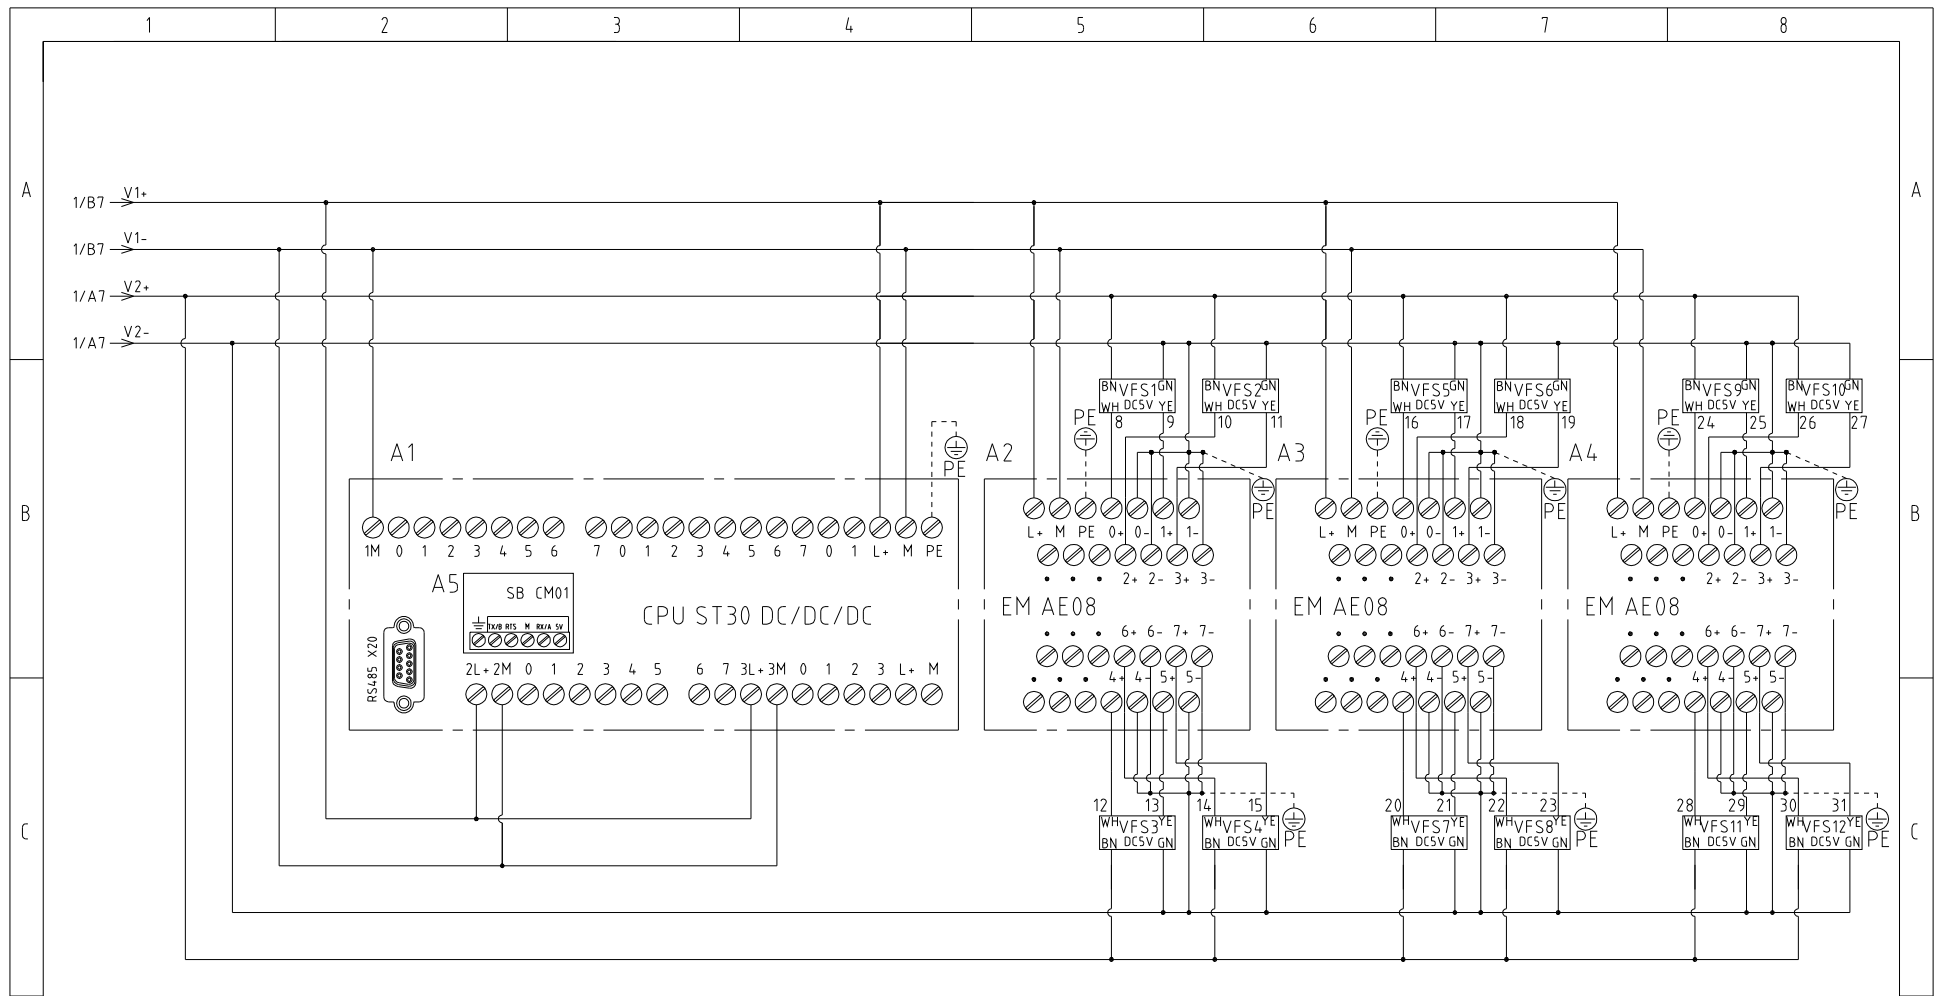 1 2 3 4 5 6 7 8
A A
1/B7 V1+
1/B7 V1-
1/A7 V2+
1/A7 V2-
BN VFS1 GN BN VFS2 GN BN VFS5 GN BN VFS6 GN BN VFS9 GN BN VFS10 GN
WH DC5V YE WH DC5V YE WH DC5V YE WH DC5V YE WH DC5V YE WH DC5V YE
PE 8 9 10 11 PE 16 17 18 19 PE 24 25 26 27
A1 PE A2 A3 A4
B PE PE PE B
L+ M PE 0+ 0- 1+ 1- L+ M PE 0+ 0- 1+ 1- L+ M PE 0+ 0- 1+ 1-
1M 0 1 2 3 4 5 6 7 0 1 2 3 4 5 6 7 0 1 L+ M PE
2+ 2- 3+ 3- 2+ 2- 3+ 3- 2+ 2- 3+ 3-
A5 SB CM01
CPU ST30 DC/DC/DC EM AE08 EM AE08 EM AE08
TX/B RTS M RX/A 5V
6+ 6- 7+ 7- 6+ 6- 7+ 7- 6+ 6- 7+ 7-
RS485 X20
2L+ 2M 0 1 2 3 4 5 6 7 3L+ 3M 0 1 2 3 L+ M
4+ 4- 5+ 5- 4+ 4- 5+ 5- 4+ 4- 5+ 5-
12 13 14 15 20 21 22 23 28 29 30 31
WH VFS3 YE WH VFS4 YE WH VFS7 YE WH VFS8 YE WH VFS11 YE WH VFS12 YE
BN DC5V GN BN DC5V GN PE BN DC5V GN BN DC5V GN PE BN DC5V GN BN DC5V GN PE
C C